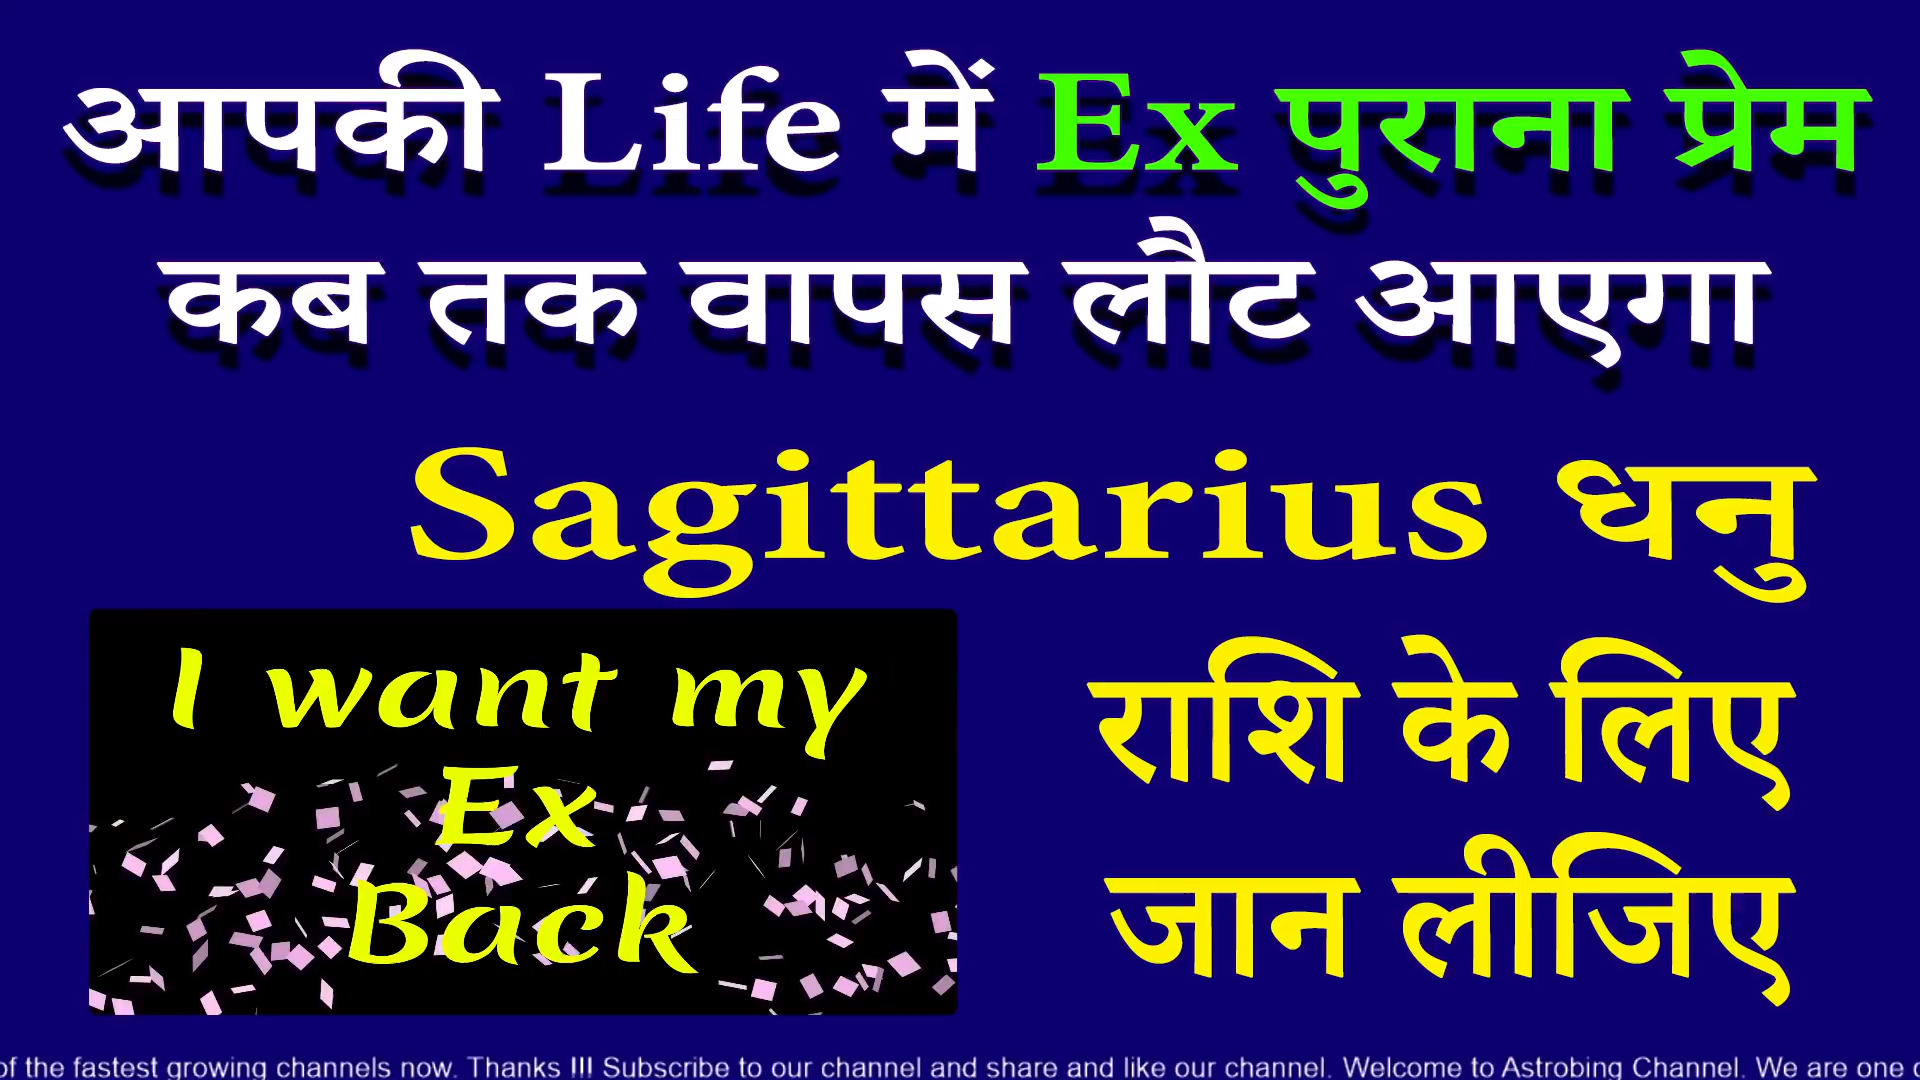 आपकी Life में Ex पुराना प्रेम
कब तक वापस लौट आएगा
Sagittarius धनु
राशि के लिए
जान लीजिए
I want my
Ex
Back
of the fastest growing channels now. Thanks !!! Subscribe to our channel and share and like our channel. Welcome to Astrobing Channel. We are one